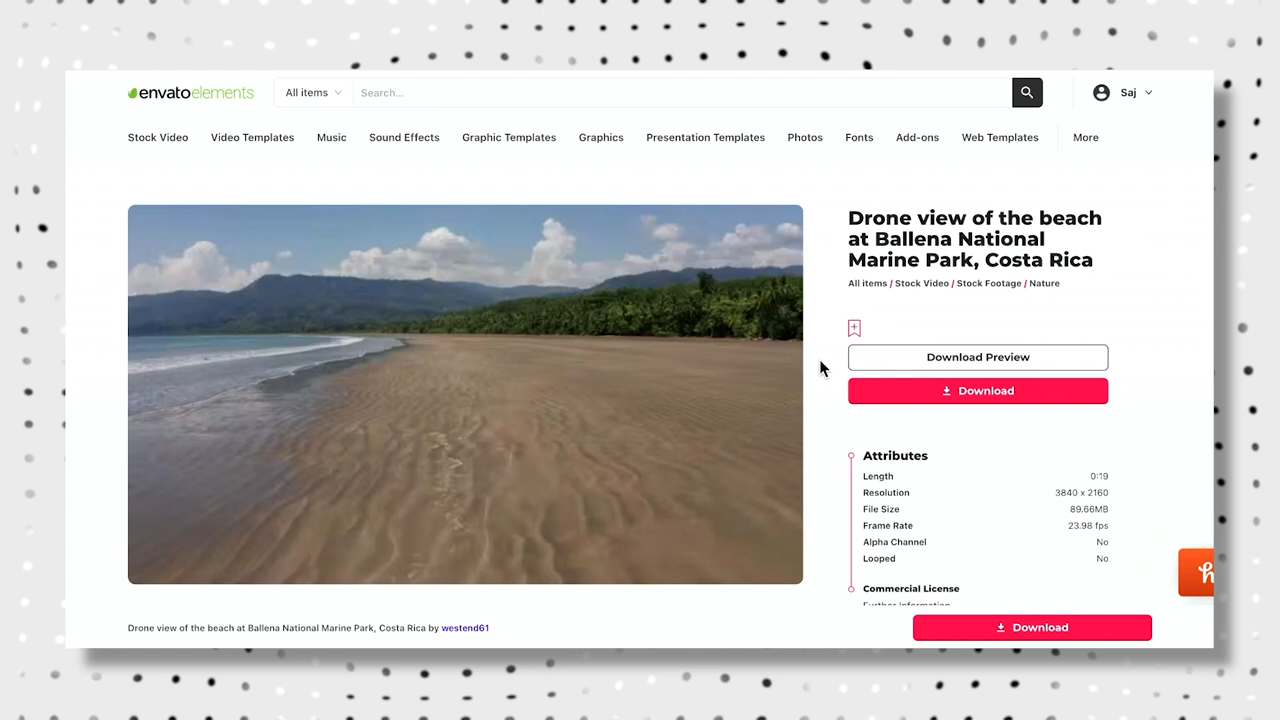 envatoelements
All items
Search...
Saj
Stock Video
Video Templates
Music
Sound Effects
Graphic Templates
Graphics
Presentation Templates
Photos
Fonts
Add-ons
Web Templates
More
Drone view of the beach
at Ballena National
Marine Park, Costa Rica
All items / Stock Video / Stock Footage / Nature
Download Preview
Download
Attributes
Length 0:19
Resolution 3840 x 2160
File Size 89.66MB
Frame Rate 23.98 fps
Alpha Channel No
Looped No
Commercial License
Further Information
Drone view of the beach at Ballena National Marine Park, Costa Rica by westend61
Download
h